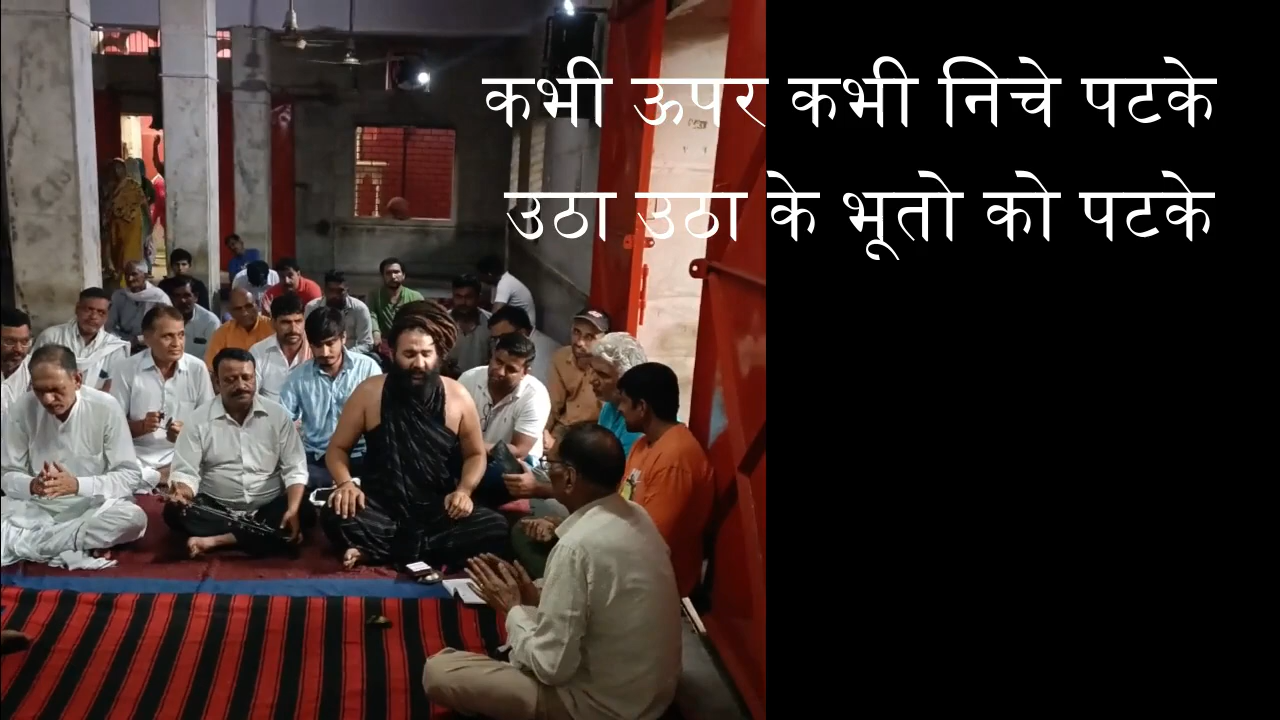 कभी ऊपर कभी निचे पटके
उठा उठा के भूतो को पटके